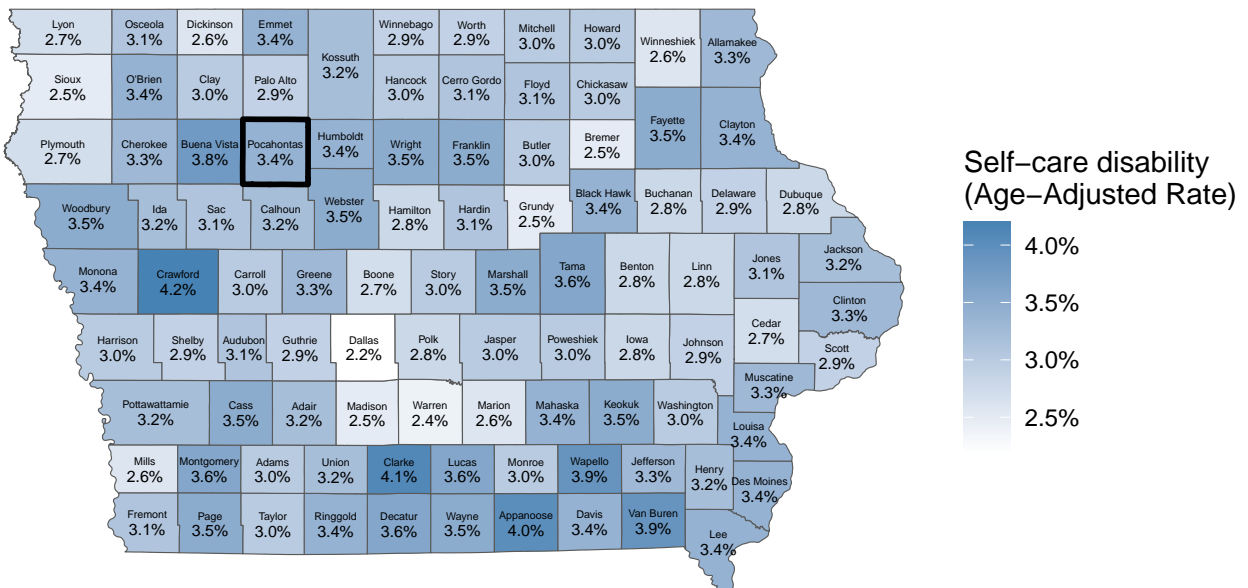 Lyon
2.7%
Osceola
3.1%
Dickinson
2.6%
Emmet
3.4%
Kossuth
3.2%
Winnebago
2.9%
Worth
2.9%
Mitchell
3.0%
Howard
3.0%
Winneshiek
2.6%
Allamakee
3.3%
Sioux
2.5%
O'Brien
3.4%
Clay
3.0%
Palo Alto
2.9%
Hancock
3.0%
Cerro Gordo
3.1%
Floyd
3.1%
Chickasaw
3.0%
Fayette
3.5%
Clayton
3.4%
Plymouth
2.7%
Cherokee
3.3%
Buena Vista
3.8%
Pocahontas
3.4%
Humboldt
3.4%
Wright
3.5%
Franklin
3.5%
Butler
3.0%
Bremer
2.5%
Woodbury
3.5%
Ida
3.2%
Sac
3.1%
Calhoun
3.2%
Webster
3.5%
Hamilton
2.8%
Hardin
3.1%
Grundy
2.5%
Black Hawk
3.4%
Buchanan
2.8%
Delaware
2.9%
Dubuque
2.8%
Monona
3.4%
Crawford
4.2%
Carroll
3.0%
Greene
3.3%
Boone
2.7%
Story
3.0%
Marshall
3.5%
Tama
3.6%
Benton
2.8%
Linn
2.8%
Jones
3.1%
Jackson
3.2%
Clinton
3.3%
Harrison
3.0%
Shelby
2.9%
Audubon
3.1%
Guthrie
2.9%
Dallas
2.2%
Polk
2.8%
Jasper
3.0%
Poweshiek
3.0%
Iowa
2.8%
Johnson
2.9%
Cedar
2.7%
Scott
2.9%
Muscatine
3.3%
Pottawattamie
3.2%
Cass
3.5%
Adair
3.2%
Madison
2.5%
Warren
2.4%
Marion
2.6%
Mahaska
3.4%
Keokuk
3.5%
Washington
3.0%
Louisa
3.4%
Mills
2.6%
Montgomery
3.6%
Adams
3.0%
Union
3.2%
Clarke
4.1%
Lucas
3.6%
Monroe
3.0%
Wapello
3.9%
Jefferson
3.3%
Henry
3.2%
Des Moines
3.4%
Fremont
3.1%
Page
3.5%
Taylor
3.0%
Ringgold
3.4%
Decatur
3.6%
Wayne
3.5%
Appanoose
4.0%
Davis
3.4%
Van Buren
3.9%
Lee
3.4%
Self−care disability
(Age−Adjusted Rate)
4.0%
3.5%
3.0%
2.5%